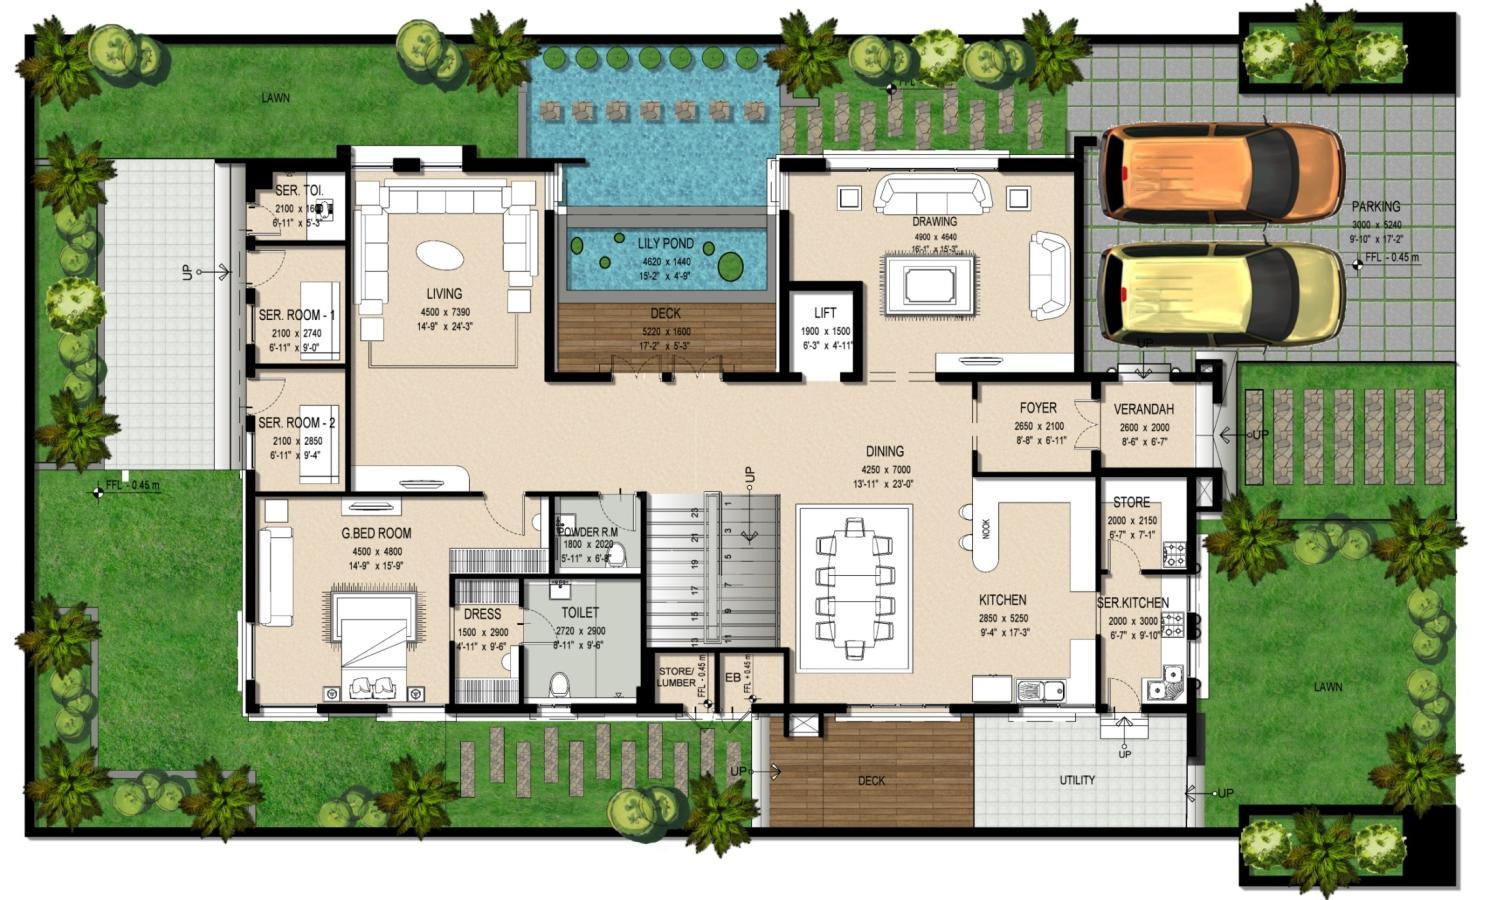 LAWN
FFL - 0.45 m
SER. TOI.
2100 x 1600
6'-11" x 5'-3"
UP
SER. ROOM - 1
2100 x 2740
6'-11" x 9'-0"
SER. ROOM - 2
2100 x 2850
6'-11" x 9'-4"
LIVING
4500 x 7390
14'-9" x 24'-3"
LILY POND
4620 x 1440
15'-2" x 4'-9"
DECK
5220 x 1600
17'-2" x 5'-3"
LIFT
1900 x 1500
6'-3" x 4'-11"
DRAWING
4900 x 4640
16'-1" x 15'-3"
PARKING
3000 x 5240
9'-10" x 17'-2"
FFL - 0.45 m
UP
FOYER
2650 x 2100
8'-8" x 6'-11"
VERANDAH
2600 x 2000
8'-6" x 6'-7"
UP
DINING
4250 x 7000
13'-11" x 23'-0"
UP
1
3
5
7
9
11
13
15
17
19
21
23
G.BED ROOM
4500 x 4800
14'-9" x 15'-9"
POWDER R.M
1800 x 2020
5'-11" x 6'-8"
DRESS
1500 x 2900
4'-11" x 9'-6"
TOILET
2720 x 2900
8'-11" x 9'-6"
STORE/
LUMBER
FFL - 0.45 m
EB
FFL + 0.45 m
NOOK
KITCHEN
2850 x 5250
9'-4" x 17'-3"
STORE
2000 x 2150
6'-7" x 7'-1"
SER.KITCHEN
2000 x 3000
6'-7" x 9'-10"
UP
LAWN
UP
DECK
UTILITY
UP